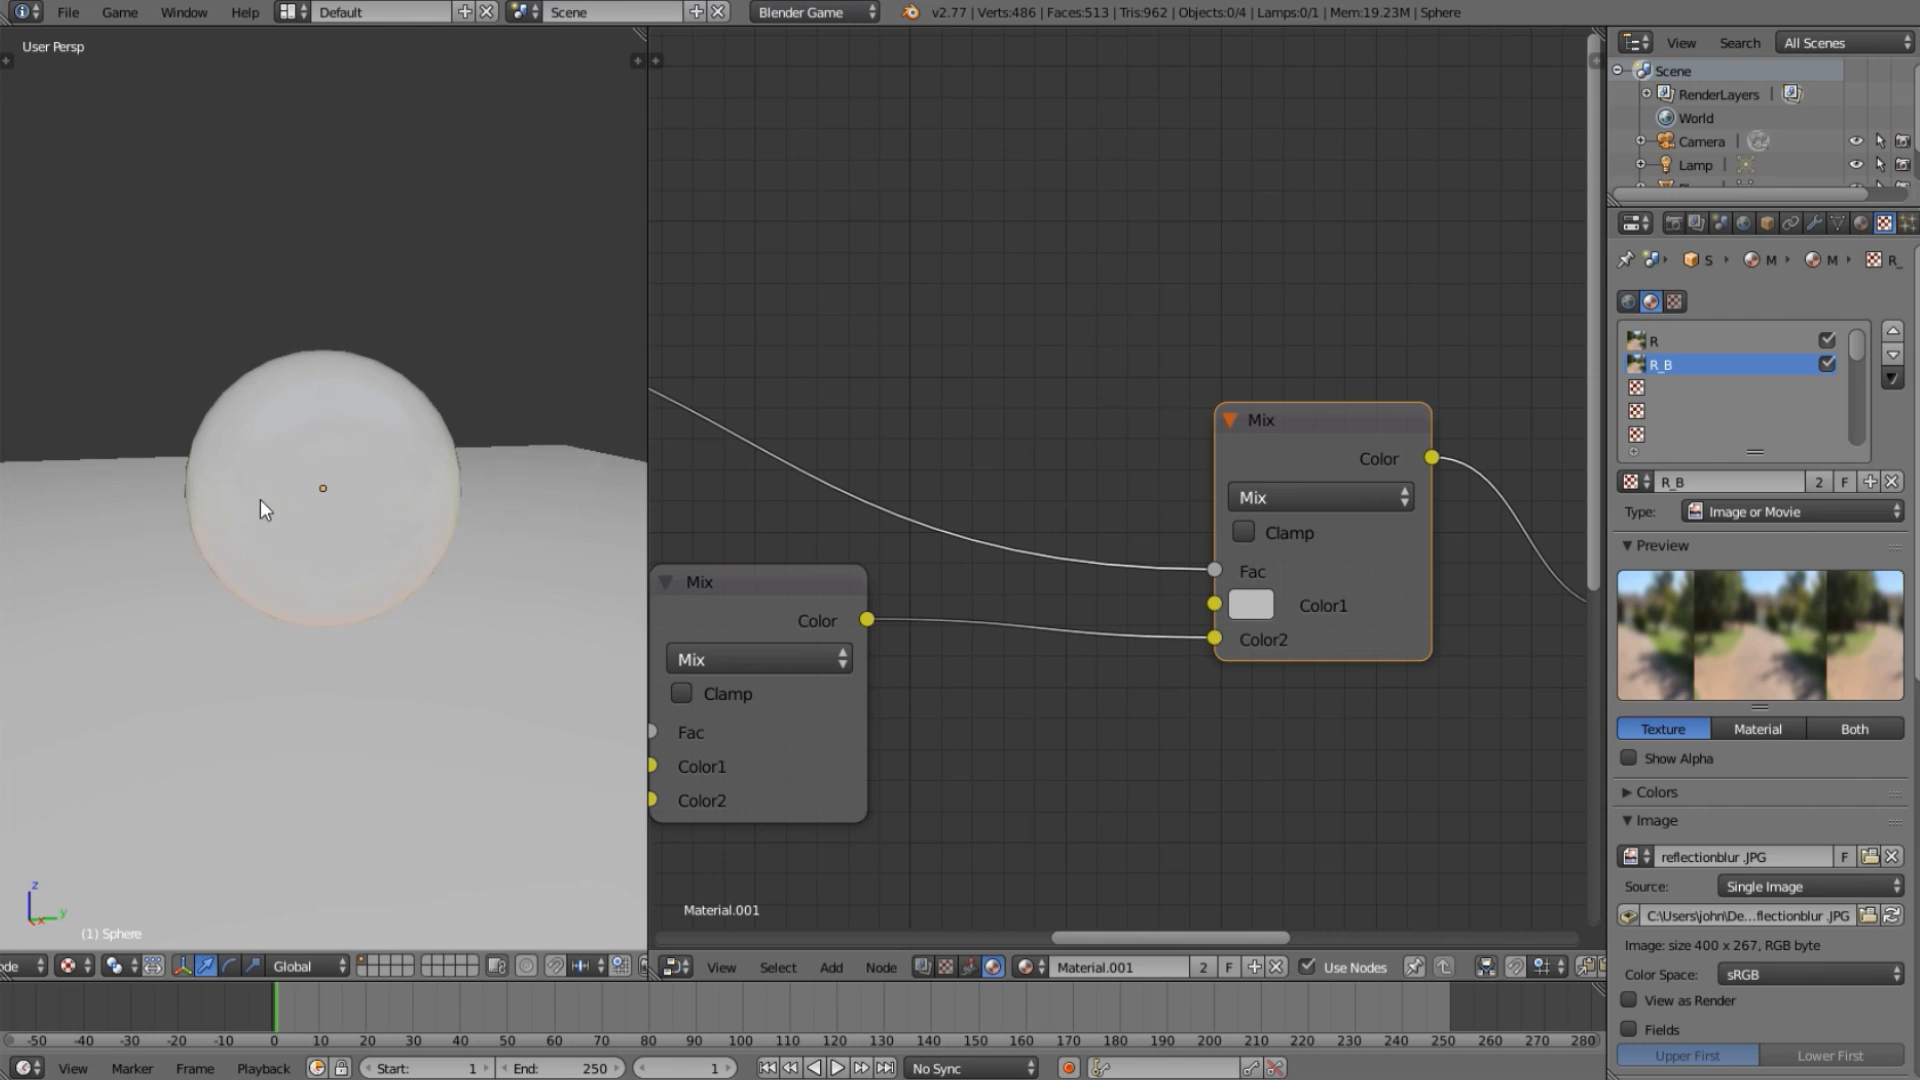 File Game Window Help Default Scene Blender Game v2.77 | Verts:486 | Faces:513 | Tris:962 | Objects:0/4 | Lamps:0/1 | Mem:19.23M | Sphere
User Persp
View Search All Scenes
Scene
RenderLayers |
World
Camera |
Lamp |
S M M R_
R
R_B
R_B 2 F
Type: Image or Movie
Preview
Texture Material Both
Show Alpha
Colors
Image
reflectionblur .JPG F
Source: Single Image
C:\Users\john\De...flectionblur .JPG
Image: size 400 x 267, RGB byte
Color Space: sRGB
View as Render
Fields
Upper First Lower First
Mix
Color
Mix
Clamp
Fac
Color1
Color2
Mix
Color
Mix
Clamp
Fac
Color1
Color2
Material.001
z
y
x
(1) Sphere
ode Global
View Select Add Node Material.001 2 F Use Nodes
-50 -40 -30 -20 -10 0 10 20 30 40 50 60 70 80 90 100 110 120 130 140 150 160 170 180 190 200 210 220 230 240 250 260 270 280
View Marker Frame Playback Start: 1 End: 250 1 No Sync